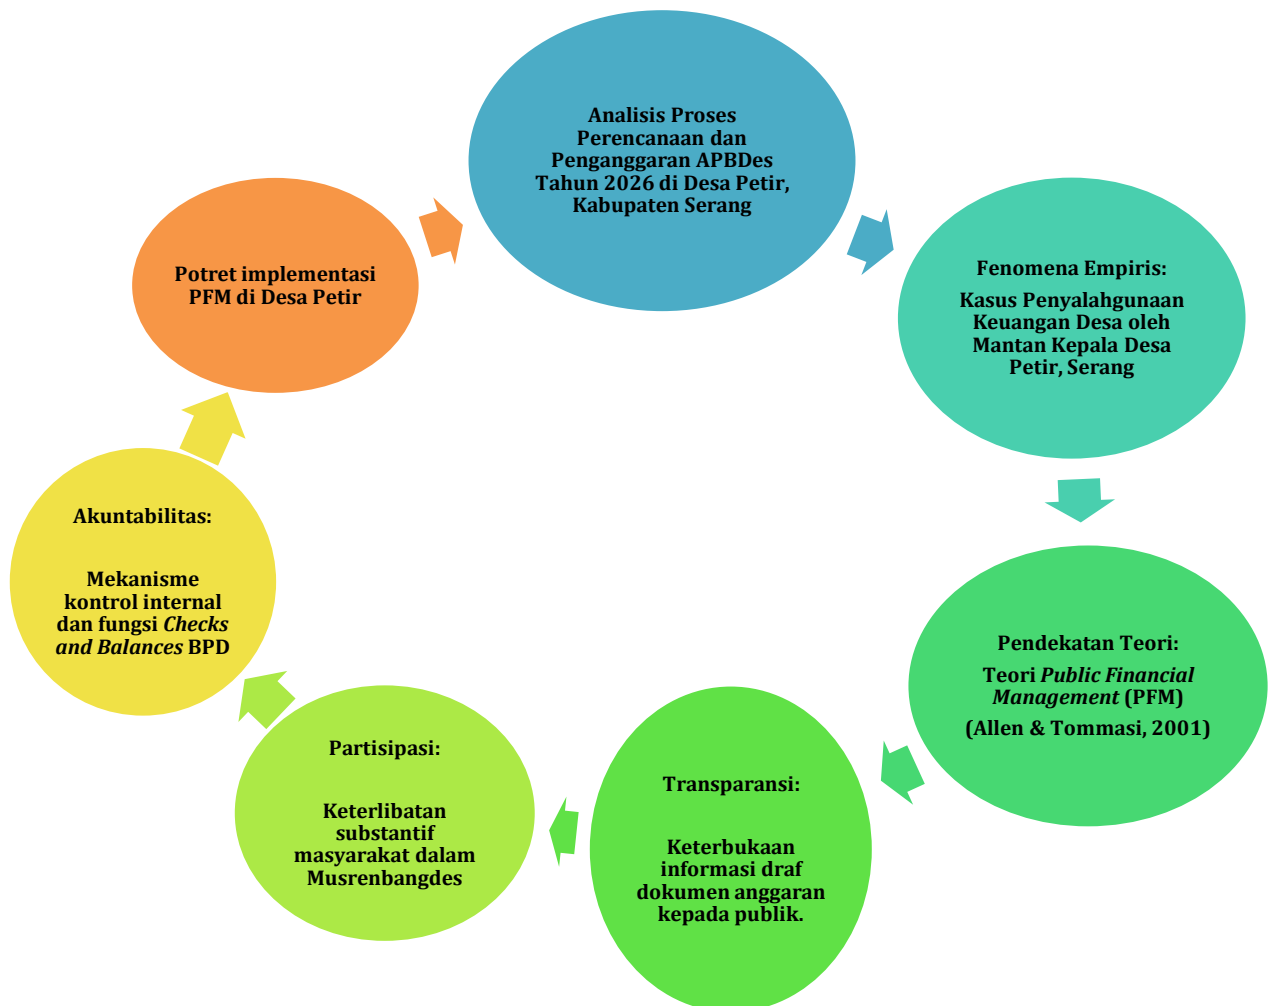 Analisis Proses
Perencanaan dan
Penganggaran APBDes
Tahun 2026 di Desa Petir,
Kabupaten Serang
Fenomena Empiris:
Kasus Penyalahgunaan
Keuangan Desa oleh
Mantan Kepala Desa
Petir, Serang
Pendekatan Teori:
Teori Public Financial
Management (PFM)
(Allen & Tommasi, 2001)
Transparansi:
Keterbukaan
informasi draf
dokumen anggaran
kepada publik.
Partisipasi:
Keterlibatan
substantif
masyarakat dalam
Musrenbangdes
Akuntabilitas:
Mekanisme
kontrol internal
dan fungsi Checks
and Balances BPD
Potret implementasi
PFM di Desa Petir